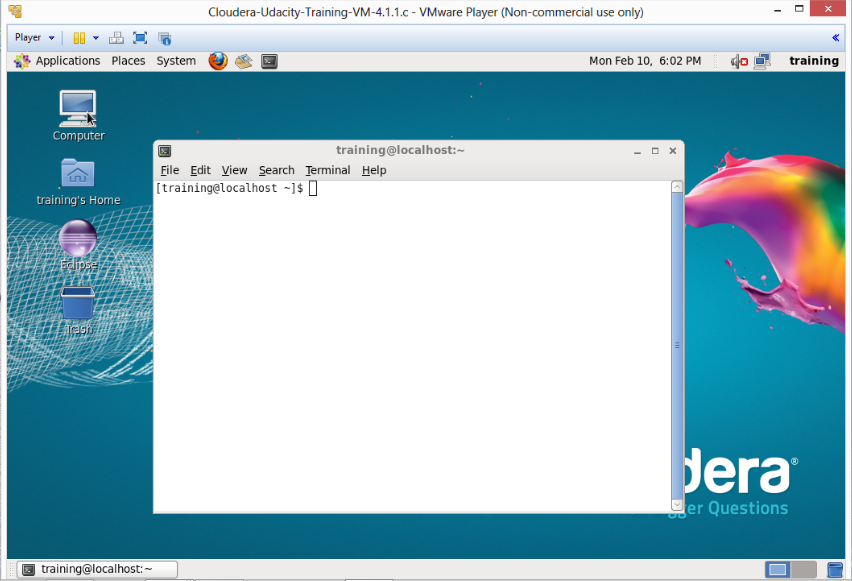 Cloudera-Udacity-Training-VM-4.1.1.c - VMware Player (Non-commercial use only)
Player
Applications Places System Mon Feb 10, 6:02 PM training
Computer
training@localhost:~
File Edit View Search Terminal Help
[training@localhost ~]$
training's Home
Eclipse
Trash
dera®
gger Questions
training@localhost:~